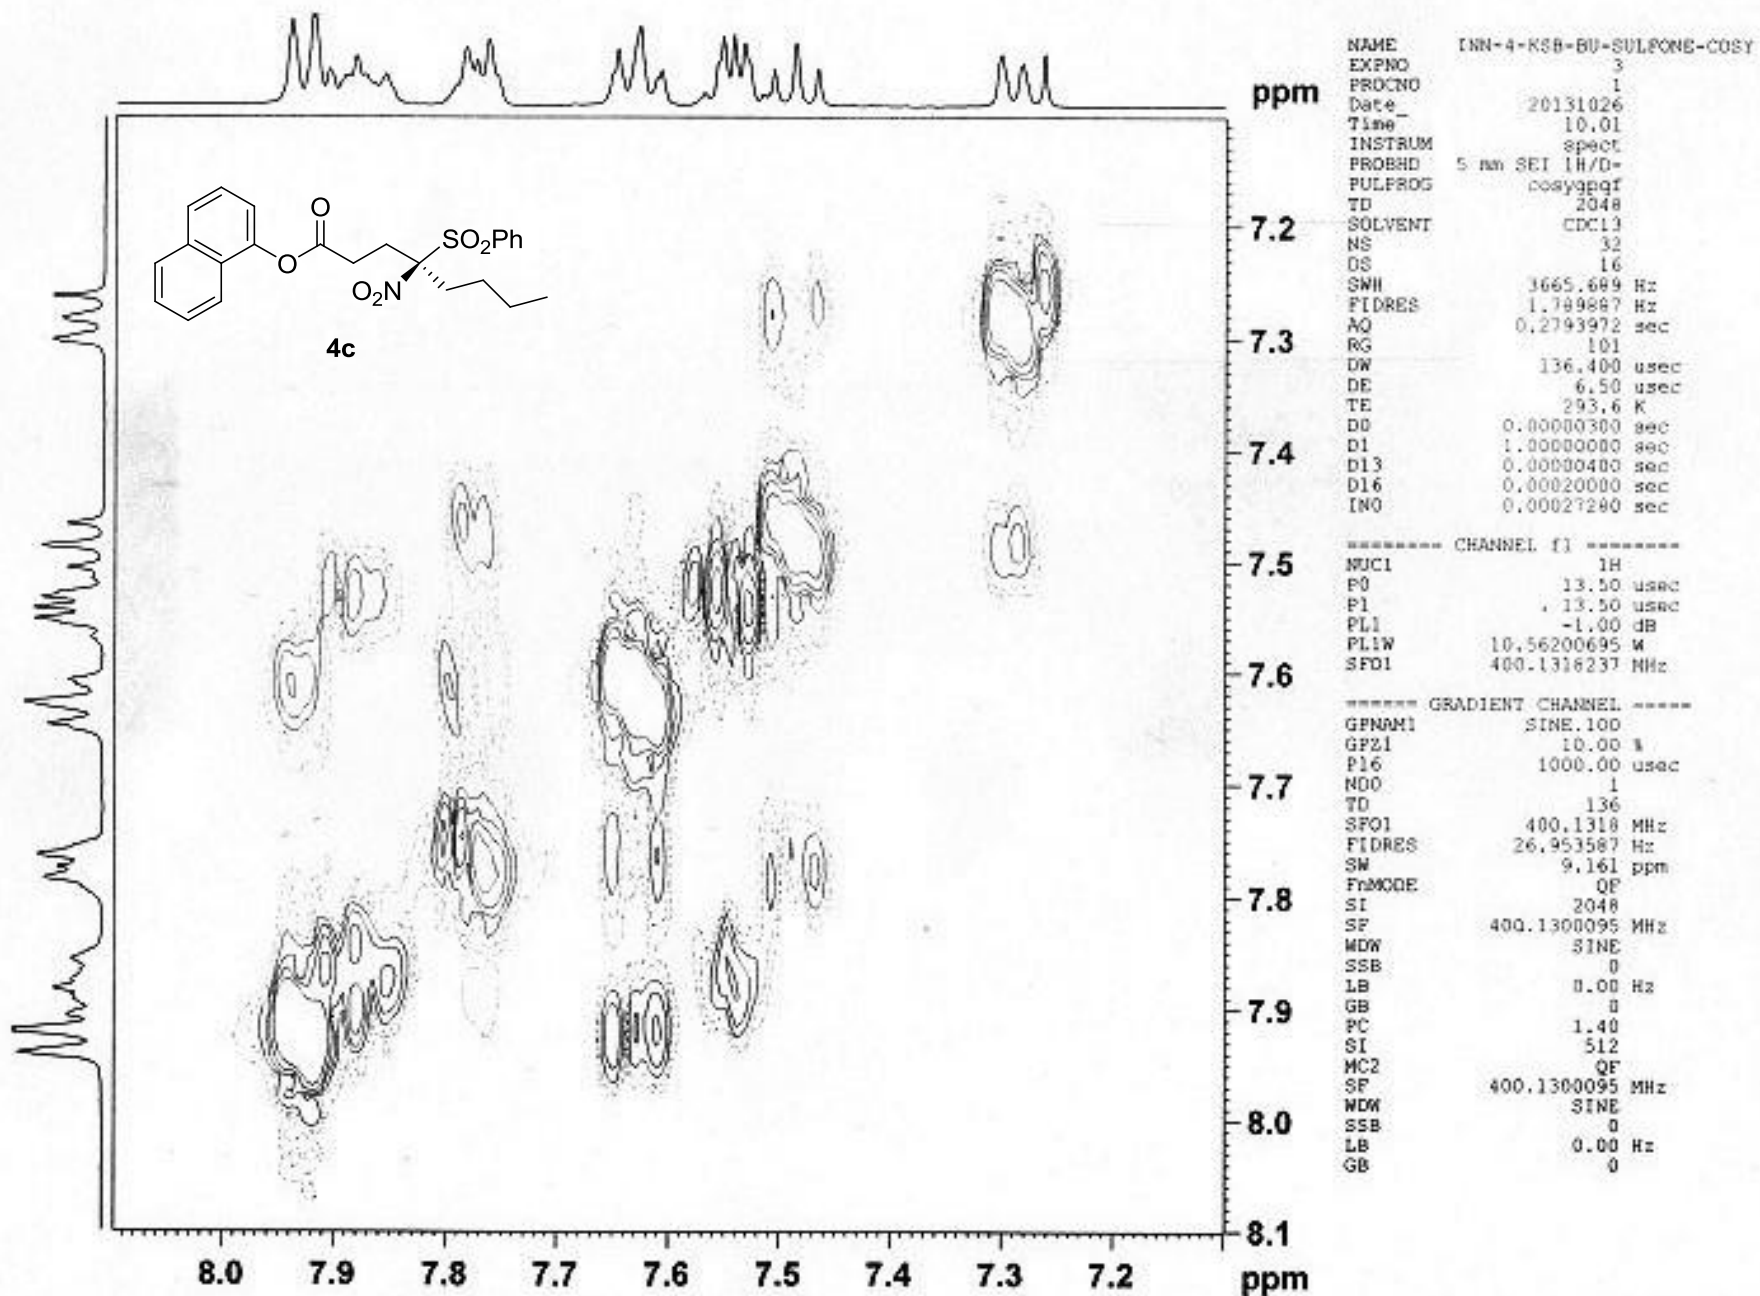 ppm
7.2
7.3
7.4
7.5
7.6
7.7
7.8
7.9
8.0
8.1
8.0 7.9 7.8 7.7 7.6 7.5 7.4 7.3 7.2 ppm
O
O
SO2Ph
O2N
4c
NAME INN-4-KSB-BU-SULFONE-COSY
EXPNO 3
PROCNO 1
Date_ 20131026
Time 10.01
INSTRUM spect
PROBHD 5 mm SEI 1H/D-
PULPROG cosygpqf
TD 2048
SOLVENT CDCl3
NS 32
DS 16
SWH 3665.689 Hz
FIDRES 1.789887 Hz
AQ 0.2793972 sec
RG 101
DW 136.400 usec
DE 6.50 usec
TE 293.6 K
D0 0.00000300 sec
D1 1.00000000 sec
D13 0.00000400 sec
D16 0.00020000 sec
IN0 0.00027280 sec
======== CHANNEL f1 ========
NUC1 1H
P0 13.50 usec
P1 13.50 usec
PL1 -1.00 dB
PL1W 10.56200695 W
SFO1 400.1318237 MHz
====== GRADIENT CHANNEL =====
GPNAM1 SINE.100
GPZ1 10.00 %
P16 1000.00 usec
ND0 1
TD 136
SFO1 400.1318 MHz
FIDRES 26.953587 Hz
SW 9.161 ppm
FnMODE QF
SI 2048
SF 400.1300095 MHz
WDW SINE
SSB 0
LB 0.00 Hz
GB 0
PC 1.40
SI 512
MC2 QF
SF 400.1300095 MHz
WDW SINE
SSB 0
LB 0.00 Hz
GB 0